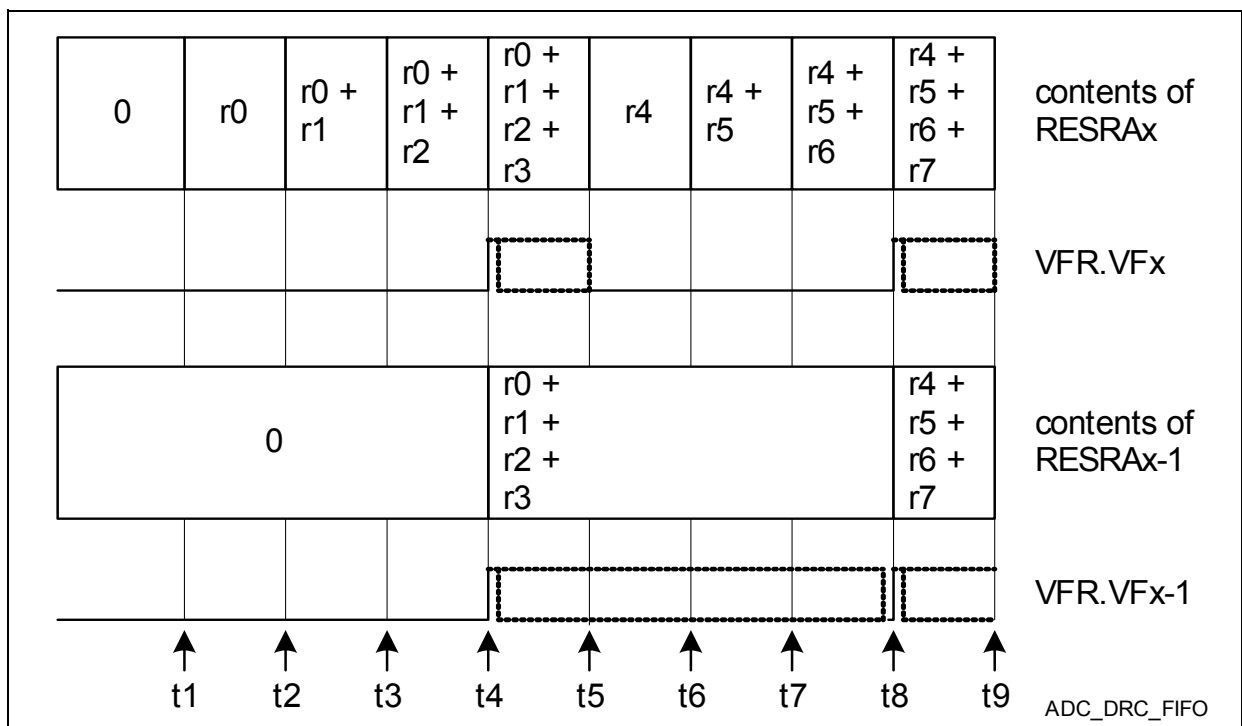 0
r0
r0 +
r1
r0 +
r1 +
r2
r0 +
r1 +
r2 +
r3
r4
r4 +
r5
r4 +
r5 +
r6
r4 +
r5 +
r6 +
r7
contents of
RESRAx
VFR.VFx
0
r0 +
r1 +
r2 +
r3
r4 +
r5 +
r6 +
r7
contents of
RESRAx-1
VFR.VFx-1
t1 t2 t3 t4 t5 t6 t7 t8 t9
ADC_DRC_FIFO